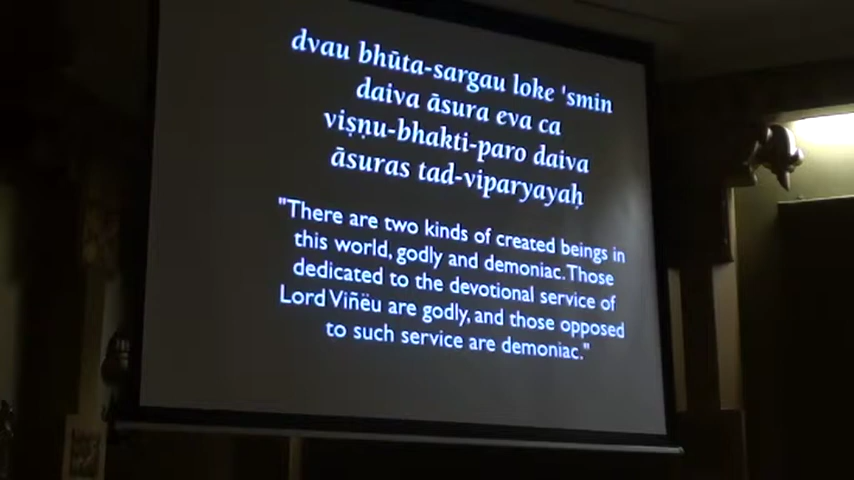 dvau bhūta-sargau loke 'smin
daiva āsura eva ca
viṣṇu-bhakti-paro daiva
āsuras tad-viparyayaḥ
"There are two kinds of created beings in
this world, godly and demoniac. Those
dedicated to the devotional service of
Lord Viñëu are godly, and those opposed
to such service are demoniac."